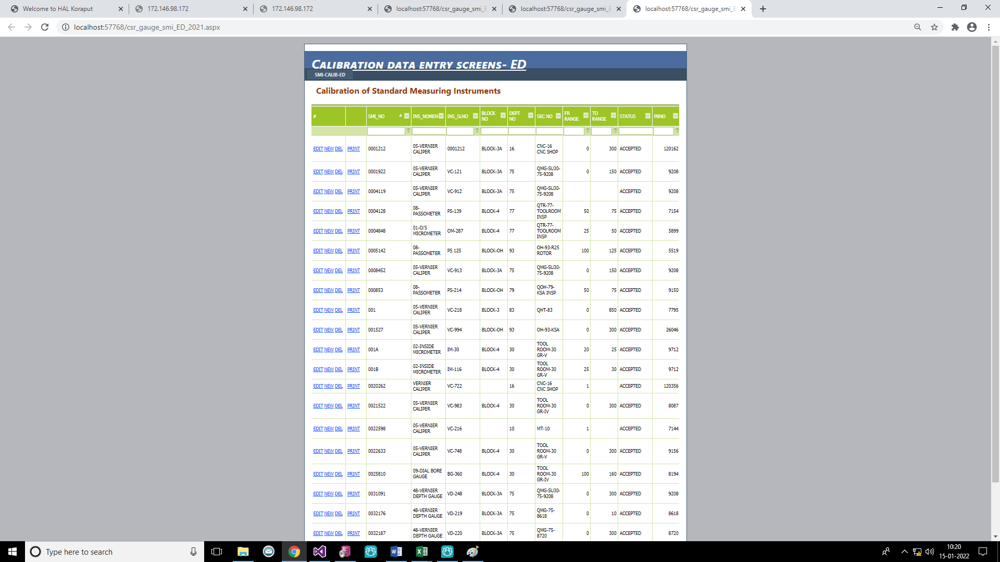 Welcome to HAL Koraput
172.146.98.172
172.146.98.172
localhost:57768/csr_gauge_smi_E
localhost:57768/csr_gauge_smi_E
localhost:57768/csr_gauge_smi_E
localhost:57768/csr_gauge_smi_ED_2021.aspx
CALIBRATION DATA ENTRY SCREENS- ED
SMI-CALIB-ED
Calibration of Standard Measuring Instruments
# SMI_NO INS_NOMEN INS_SLNO BLOCK NO DEPT NO SEC NO FR RANGE TO RANGE STATUS PBNO
EDIT NEW DEL PRINT 0001212 05-VERNIER CALIPER 0001212 BLOCK-3A 16 CNC-16 CNC SHOP 0 300 ACCEPTED 120162
EDIT NEW DEL PRINT 0001922 05-VERNIER CALIPER VC-121 BLOCK-3A 75 QMG-SU30-75-9208 0 150 ACCEPTED 9208
EDIT NEW DEL PRINT 0004119 05-VERNIER CALIPER VC-912 BLOCK-3A 75 QMG-SU30-75-9208 ACCEPTED 9208
EDIT NEW DEL PRINT 0004128 08-PASSOMETER PS-139 BLOCK-4 77 QTR-77-TOOLROOM INSP 50 75 ACCEPTED 7154
EDIT NEW DEL PRINT 0004848 01-O/S MICROMETER OM-287 BLOCK-4 77 QTR-77-TOOLROOM INSP 25 50 ACCEPTED 5899
EDIT NEW DEL PRINT 0005142 08-PASSOMETER PS 125 BLOCK-OH 93 OH-93-R25 ROTOR 100 125 ACCEPTED 5519
EDIT NEW DEL PRINT 0008452 05-VERNIER CALIPER VC-913 BLOCK-3A 75 QMG-SU30-75-9208 0 150 ACCEPTED 9208
EDIT NEW DEL PRINT 000853 08-PASSOMETER PS-214 BLOCK-OH 79 QOH-79-KSA INSP 50 75 ACCEPTED 9150
EDIT NEW DEL PRINT 001 05-VERNIER CALIPER VC-218 BLOCK-3 83 QHT-83 0 850 ACCEPTED 7795
EDIT NEW DEL PRINT 001527 05-VERNIER CALIPER VC-994 BLOCK-OH 93 OH-93-KSA 0 300 ACCEPTED 26046
EDIT NEW DEL PRINT 001A 02-INSIDE MICROMETER IM-30 BLOCK-4 30 TOOL ROOM-30 GR-V 20 25 ACCEPTED 9712
EDIT NEW DEL PRINT 001B 02-INSIDE MICROMETER IM-116 BLOCK-4 30 TOOL ROOM-30 GR-V 25 30 ACCEPTED 9712
EDIT NEW DEL PRINT 0020262 VERNIER CALIPER VC-722 16 CNC-16 CNC SHOP 1 ACCEPTED 120356
EDIT NEW DEL PRINT 0021522 05-VERNIER CALIPER VC-983 BLOCK-4 30 TOOL ROOM-30 GR-IV 0 300 ACCEPTED 8087
EDIT NEW DEL PRINT 0022598 05-VERNIER CALIPER VC-216 10 MT-10 1 ACCEPTED 7144
EDIT NEW DEL PRINT 0022633 05-VERNIER CALIPER VC-748 BLOCK-4 30 TOOL ROOM-30 GR-V 0 300 ACCEPTED 9156
EDIT NEW DEL PRINT 0025810 09-DIAL BORE GAUGE BG-360 BLOCK-4 30 TOOL ROOM-30 GR-IV 100 160 ACCEPTED 8194
EDIT NEW DEL PRINT 0031091 48-VERNIER DEPTH GAUGE VD-248 BLOCK-3A 75 QMG-SU30-75-9208 0 300 ACCEPTED 9208
EDIT NEW DEL PRINT 0032176 48-VERNIER DEPTH GAUGE VD-219 BLOCK-3A 75 QMG-75-8618 0 10 ACCEPTED 8618
EDIT NEW DEL PRINT 0032187 48-VERNIER DEPTH GAUGE VD-220 BLOCK-3A 75 QMG-75-8720 0 300 ACCEPTED 8720
Type here to search
10:20
15-01-2022